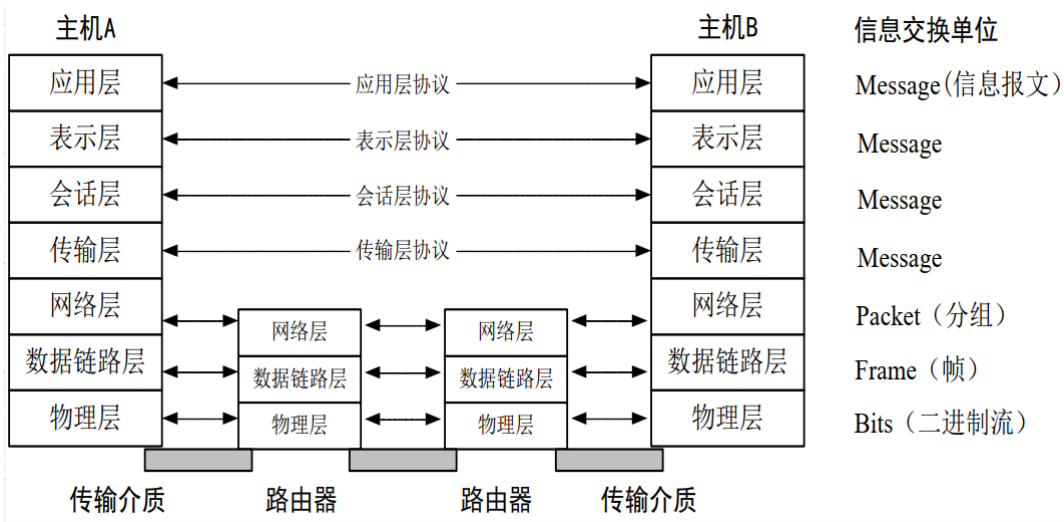 主机A 主机B 信息交换单位
应用层 应用层协议 应用层 Message(信息报文）
表示层 表示层协议 表示层 Message
会话层 会话层协议 会话层 Message
传输层 传输层协议 传输层 Message
网络层 网络层 网络层 网络层 Packet（分组）
数据链路层 数据链路层 数据链路层 数据链路层 Frame（帧）
物理层 物理层 物理层 物理层 Bits（二进制流）
传输介质 路由器 路由器 传输介质